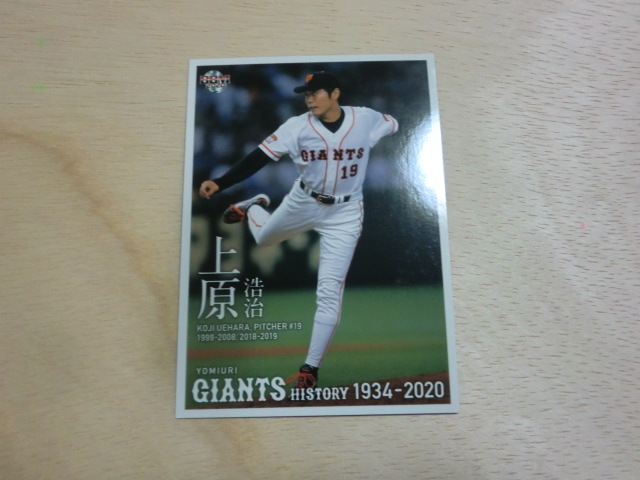 BBM
GIANTS
19
上原
浩治
KOJI UEHARA, PITCHER #19
1999-2008, 2018-2019
YOMIURI
GIANTS HISTORY 1934-2020